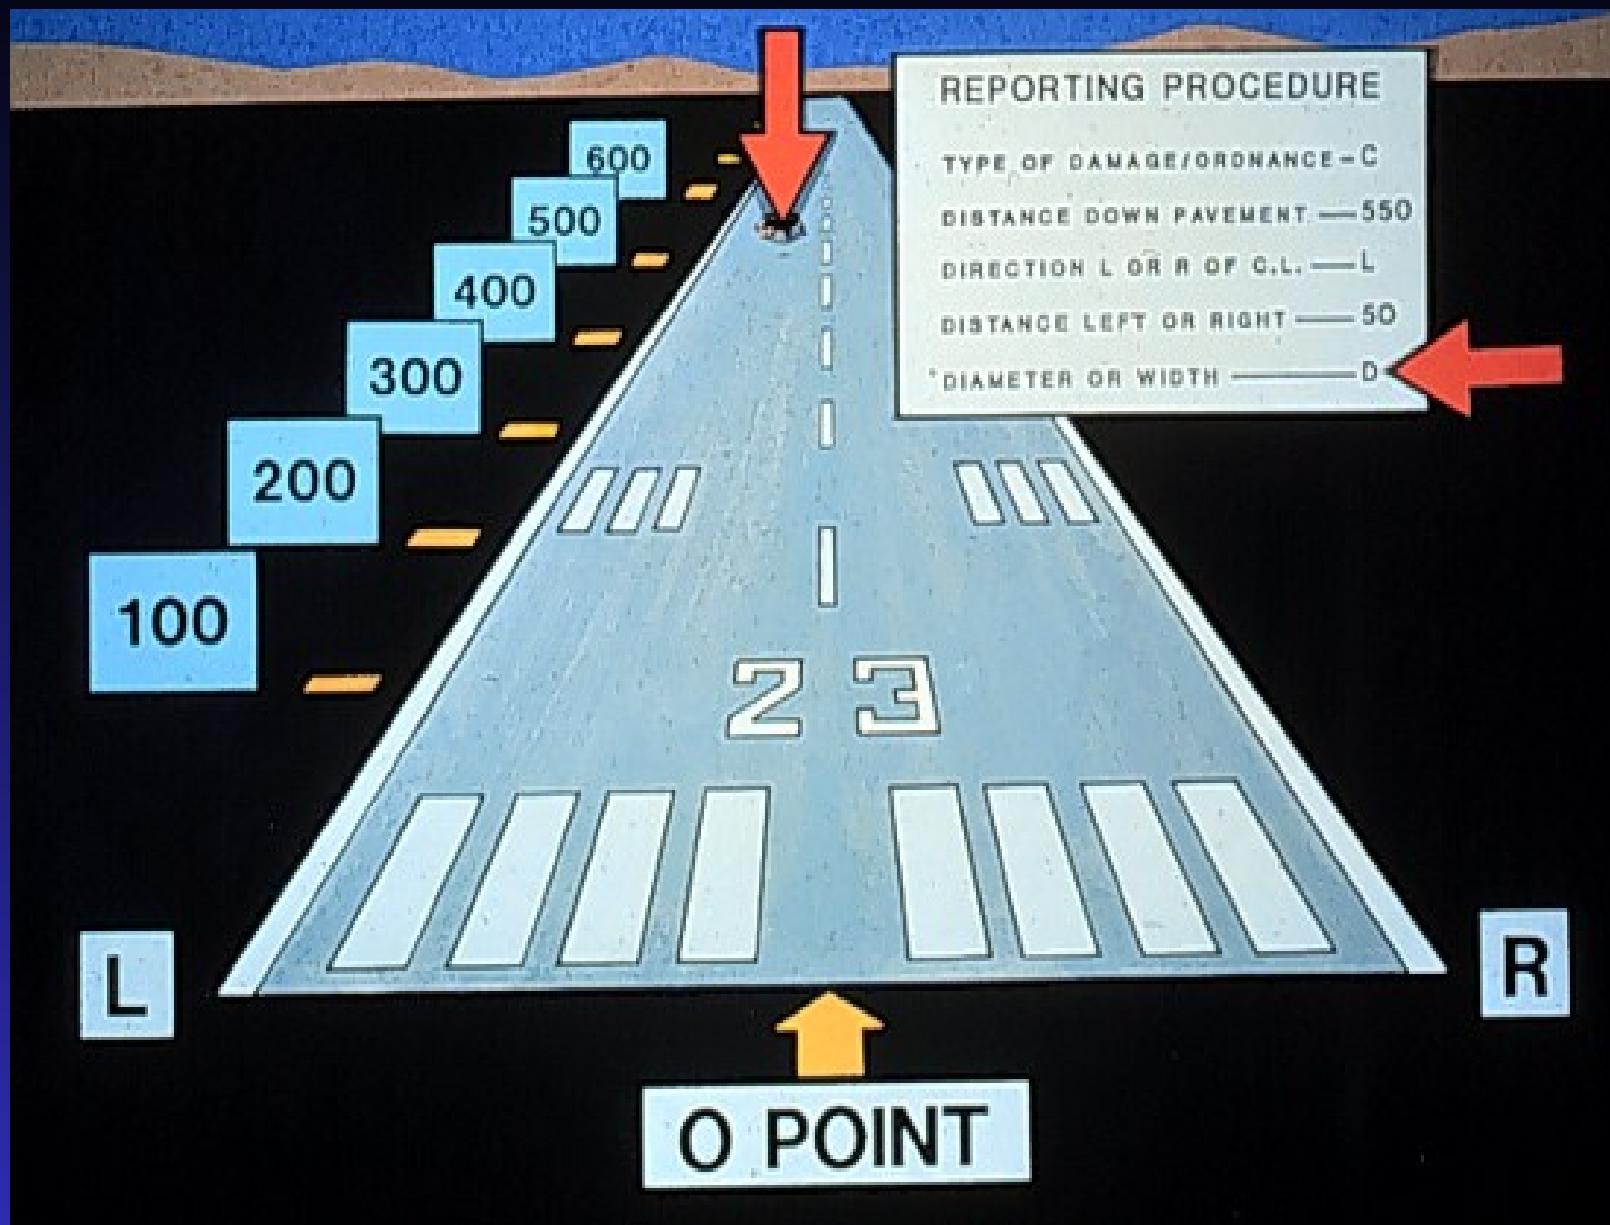 REPORTING PROCEDURE
TYPE OF DAMAGE/ORDNANCE-C
DISTANCE DOWN PAVEMENT—550
DIRECTION L OR R OF C.L.—L
DISTANCE LEFT OR RIGHT—50
DIAMETER OR WIDTH—D
600
500
400
300
200
100
23
L
R
O POINT